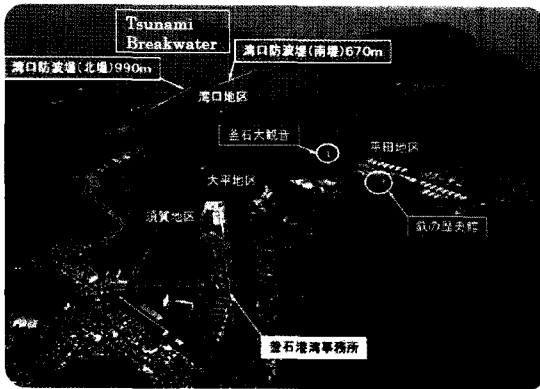 Tsunami
Breakwater
湾口防波堤(南堤)670m
湾口防波堤(北堤)990m
湾口地区
釜石大観音
平田地区
大平地区
須賀地区
鉄の歴史館
釜石港湾事務所